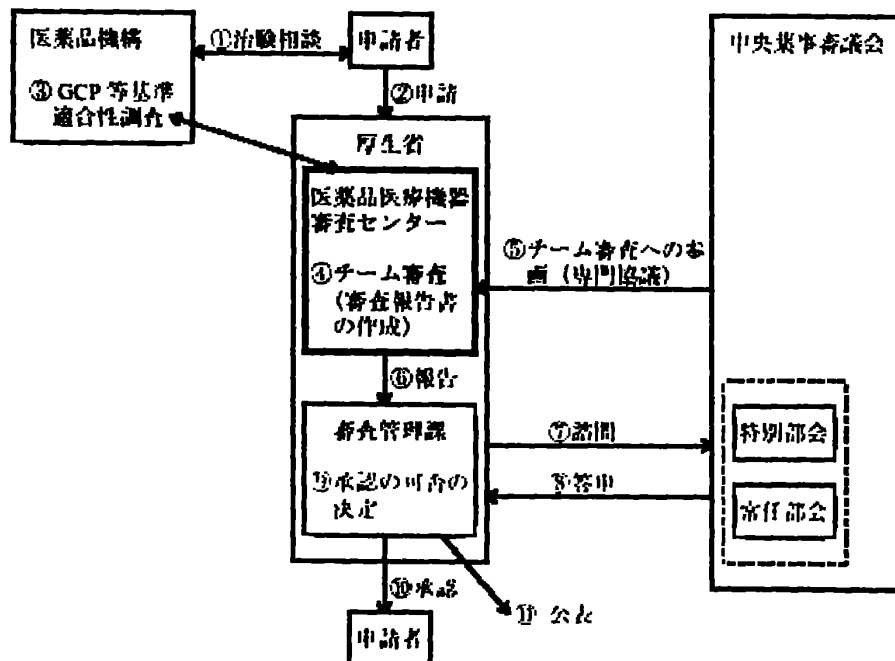 医薬品機構
①治験相談
申請者
中央薬事審議会
③GCP等基準
適合性調査
②申請
厚生省
医薬品医療機器
審査センター
⑤チーム審査への参
画（専門協議）
④チーム審査
（審査報告書
の作成）
⑥報告
審査管理課
⑦諮問
特別部会
⑨承認の可否の
決定
⑧答申
常任部会
⑩承認
⑪公表
申請者